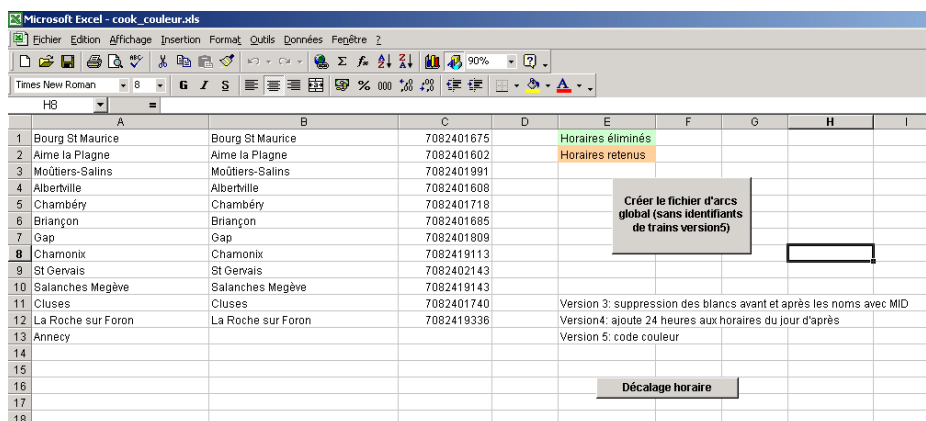 Microsoft Excel - cook_couleur.xls
Fichier Edition Affichage Insertion Format Outils Données Fenêtre ?
90%
Times New Roman 8 G I S % 000
H8 =
A B C D E F G H I
1 Bourg St Maurice Bourg St Maurice 7082401675 Horaires éliminés
2 Aime la Plagne Aime la Plagne 7082401602 Horaires retenus
3 Moûtiers-Salins Moûtiers-Salins 7082401991
4 Albertville Albertville 7082401608
5 Chambéry Chambéry 7082401718
6 Briançon Briançon 7082401685
7 Gap Gap 7082401809
8 Chamonix Chamonix 7082419113
9 St Gervais St Gervais 7082402143
10 Salanches Megève Salanches Megève 7082419143
11 Cluses Cluses 7082401740 Version 3: suppression des blancs avant et après les noms avec MID
12 La Roche sur Foron La Roche sur Foron 7082419336 Version4: ajoute 24 heures aux horaires du jour d'après
13 Annecy Version 5: code couleur
14
15
16
17
18
Créer le fichier d'arcs
global (sans identifiants
de trains version5)
Décalage horaire